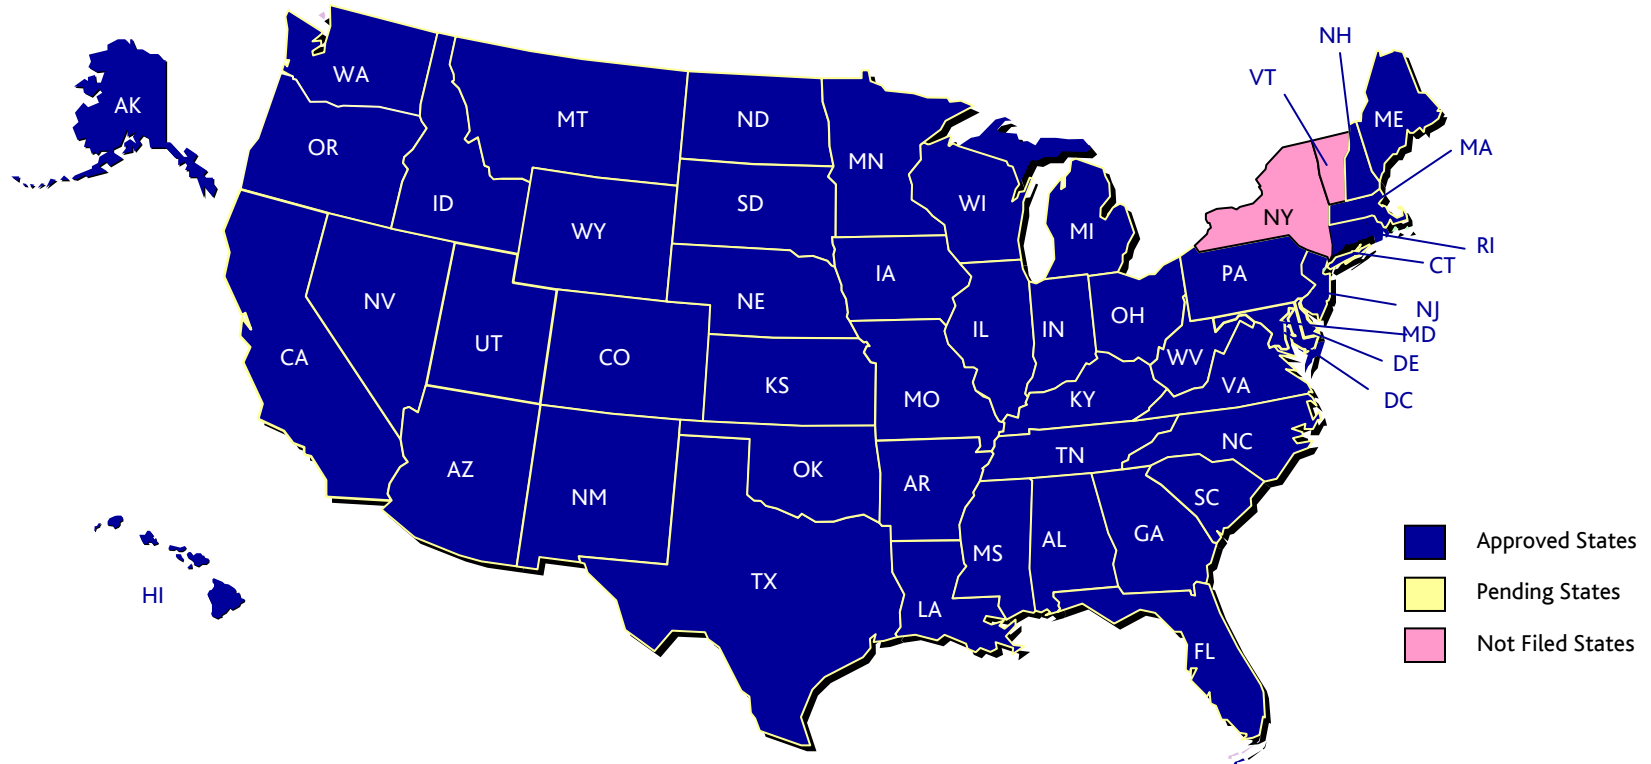 NH
VT
WA
AK
MT
ND
ME
OR
MN
MA
ID
SD
WI
NY
WY
MI
RI
CT
IA
PA
NV
NE
NJ
OH
IL
IN
MD
UT
CA
CO
WV
DE
KS
VA
MO
KY
DC
NC
TN
AZ
OK
AR
NM
SC
GA
MS
AL
Approved States
TX
HI
Pending States
LA
FL
Not Filed States